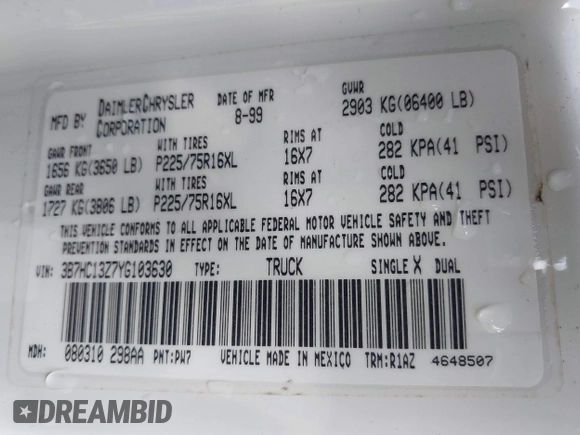 MFD BY DAIMLERCHRYSLER CORPORATION DATE OF MFR 8-99 GVWR 2903 KG(06400 LB)
GAWR FRONT WITH TIRES RIMS AT COLD
1656 KG(3650 LB) P225/75R16XL 16X7 282 KPA(41 PSI)
GAWR REAR WITH TIRES RIMS AT COLD
1727 KG(3806 LB) P225/75R16XL 16X7 282 KPA(41 PSI)
THIS VEHICLE CONFORMS TO ALL APPLICABLE FEDERAL MOTOR VEHICLE SAFETY AND THEFT
PREVENTION STANDARDS IN EFFECT ON THE DATE OF MANUFACTURE SHOWN ABOVE.
VIN: 3B7HC13Z7YG103630 TYPE: TRUCK SINGLE X DUAL
MDH: 080310 298AA PNT:PW7 VEHICLE MADE IN MEXICO TRM:R1AZ 4648507
DREAMBID